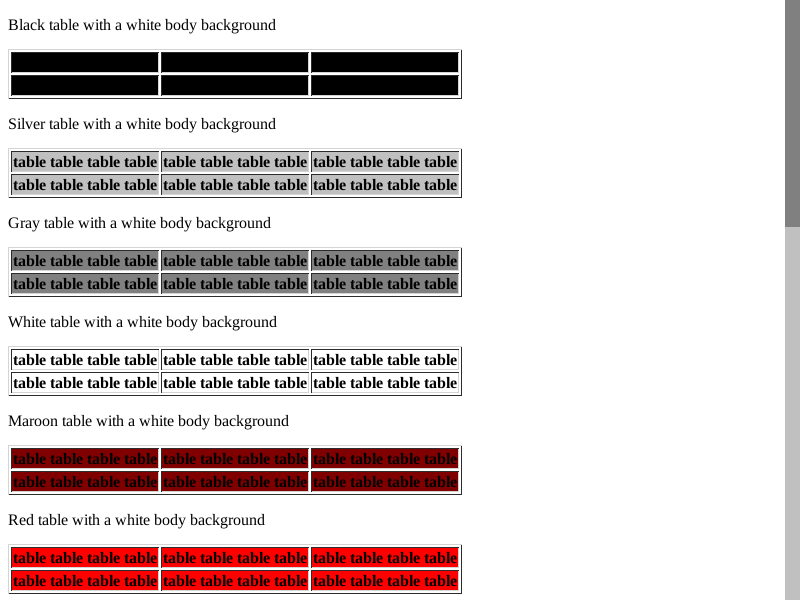 Black table with a white body background
Silver table with a white body background
table table table table table table table table table table table table
table table table table table table table table table table table table
Gray table with a white body background
table table table table table table table table table table table table
table table table table table table table table table table table table
White table with a white body background
table table table table table table table table table table table table
table table table table table table table table table table table table
Maroon table with a white body background
table table table table table table table table table table table table
table table table table table table table table table table table table
Red table with a white body background
table table table table table table table table table table table table
table table table table table table table table table table table table